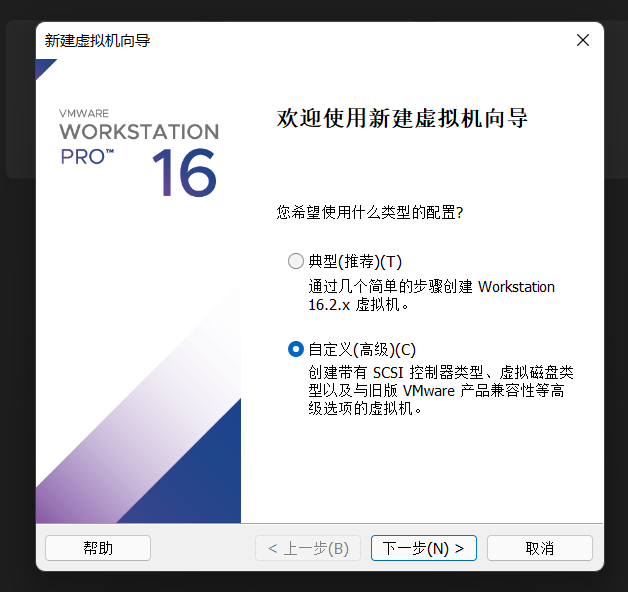 新建虚拟机向导
VMWARE
WORKSTATION
PRO™ 16
欢迎使用新建虚拟机向导
您希望使用什么类型的配置?
典型(推荐)(T)
通过几个简单的步骤创建 Workstation
16.2.x 虚拟机。
自定义(高级)(C)
创建带有 SCSI 控制器类型、虚拟磁盘类
型以及与旧版 VMware 产品兼容性等高
级选项的虚拟机。
帮助
< 上一步(B)
下一步(N) >
取消